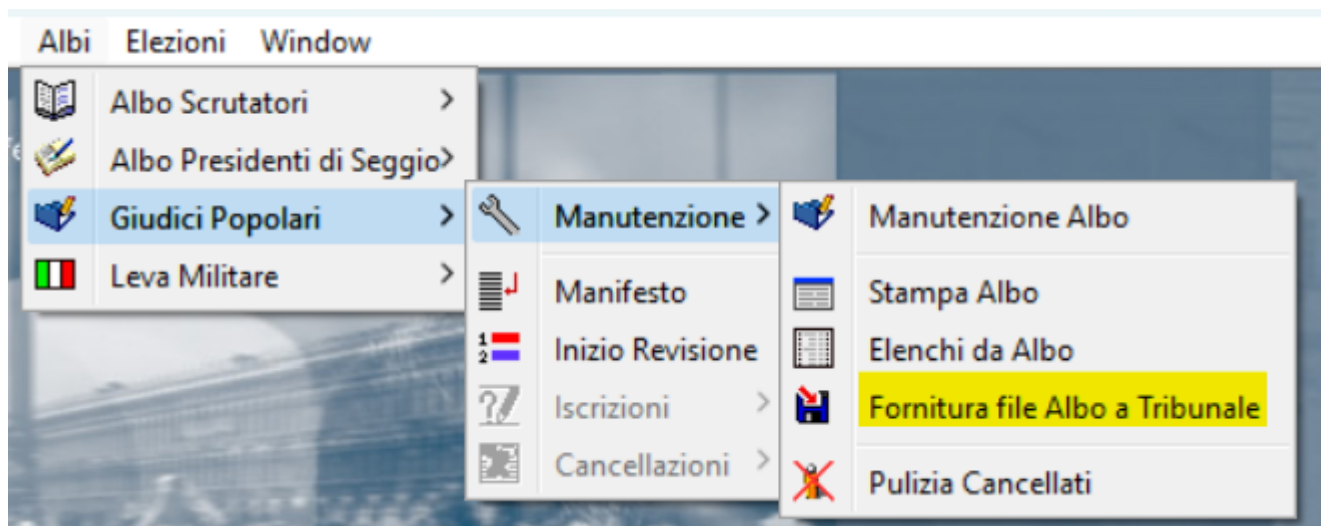 Albi Elezioni Window
Albo Scrutatori
Albo Presidenti di Seggio
Giudici Popolari
Leva Militare
Manutenzione
Manifesto
Inizio Revisione
Iscrizioni
Cancellazioni
Manutenzione Albo
Stampa Albo
Elenchi da Albo
Fornitura file Albo a Tribunale
Pulizia Cancellati